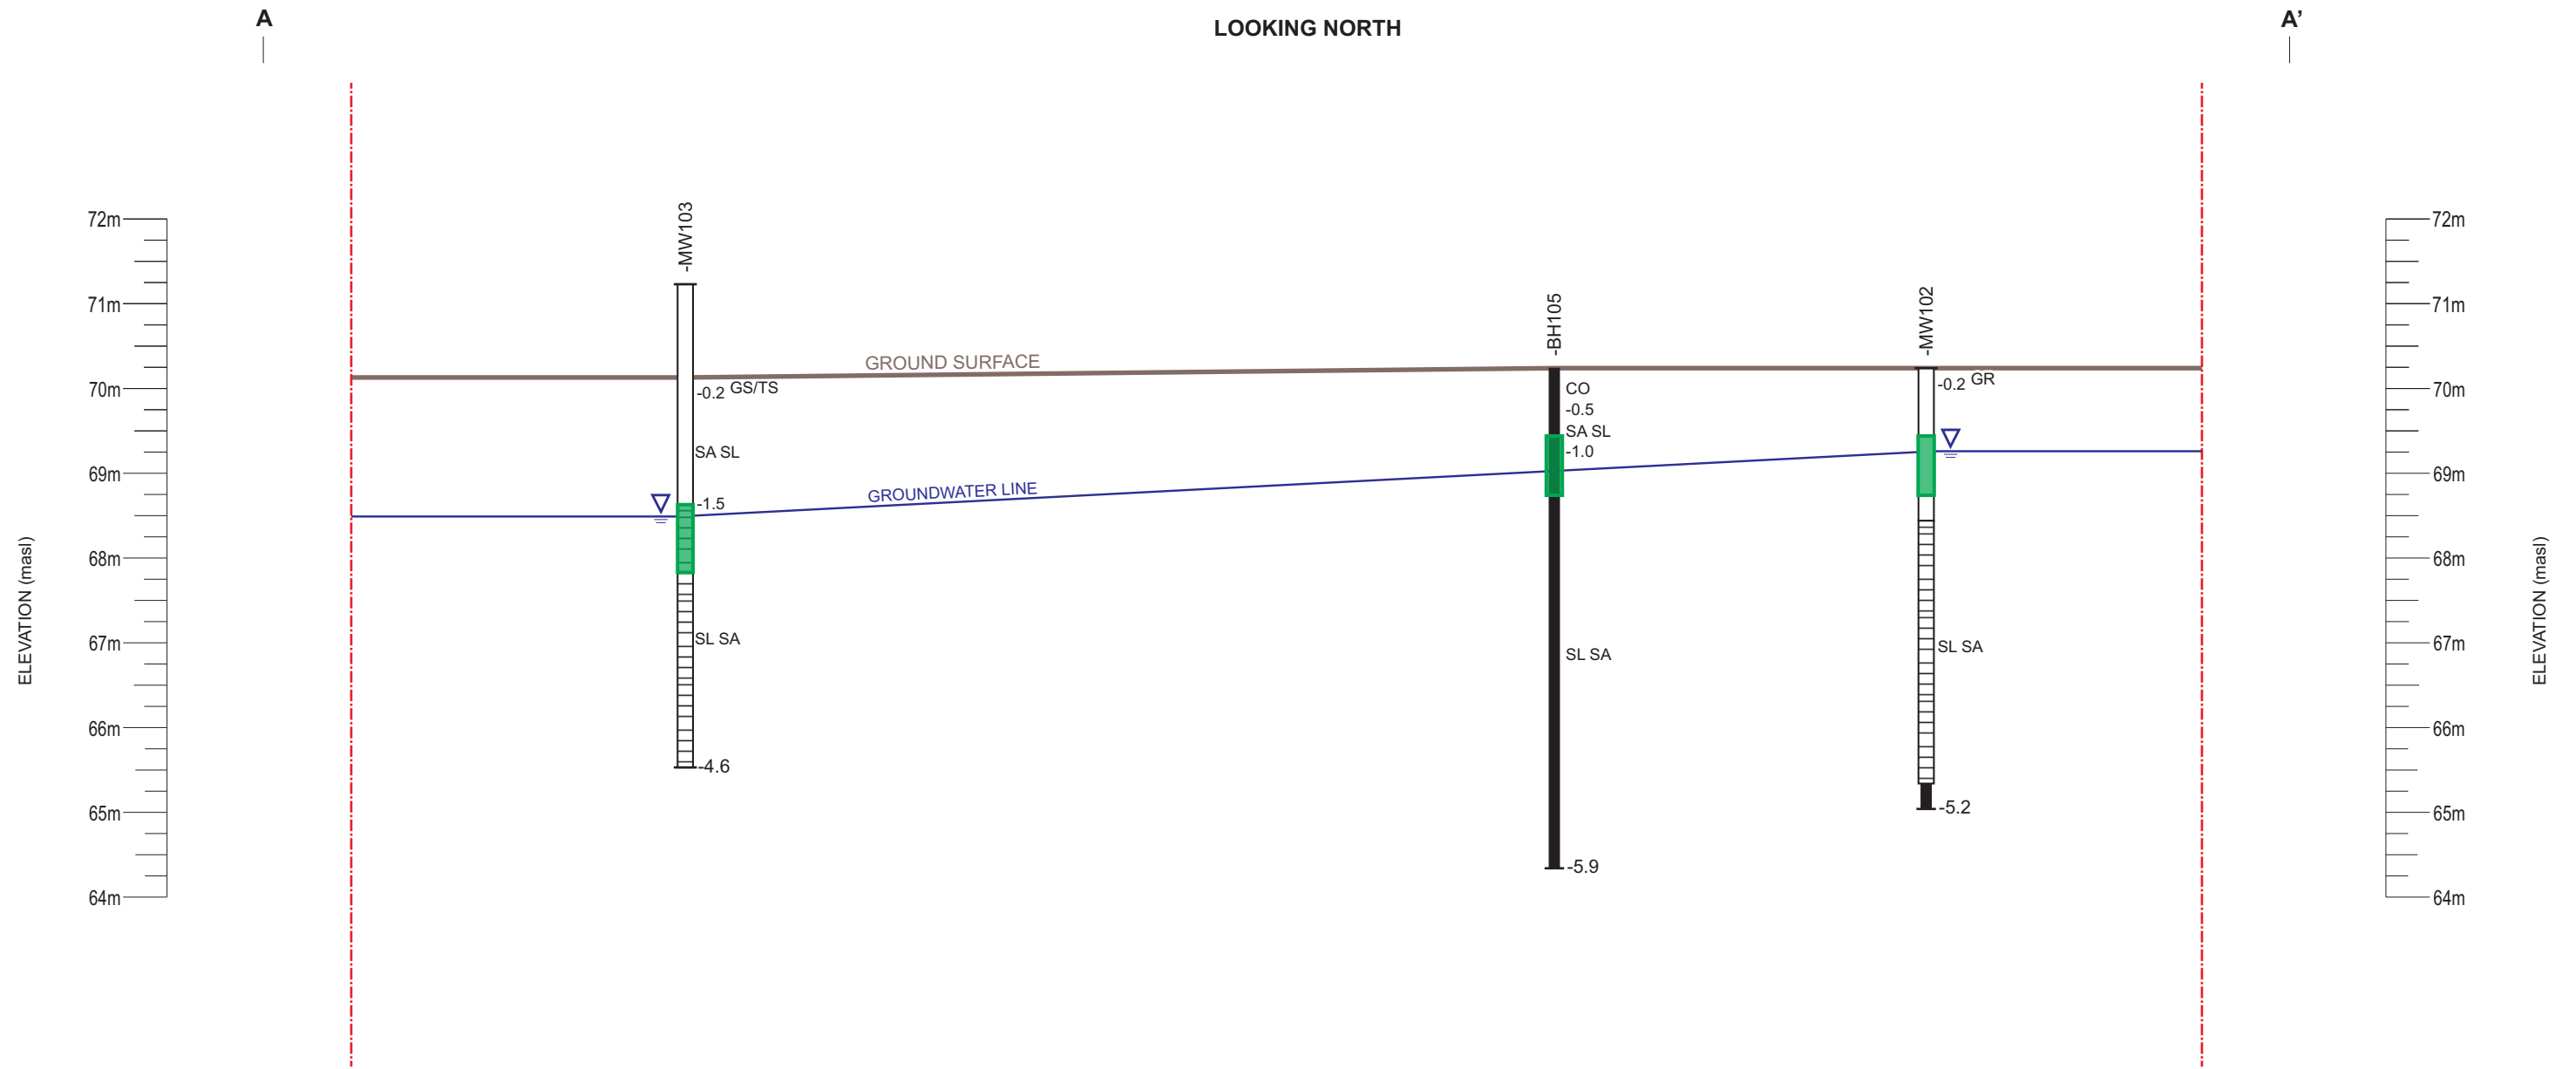 A
LOOKING NORTH
A’
-MW103
-BH105
-MW102
72m
71m
70m
69m
68m
67m
66m
65m
64m
ELEVATION (masl)
GROUND SURFACE
-0.2 GS/TS
SA SL
-1.5
SL SA
-4.6
GROUNDWATER LINE
CO
-0.5
SA SL
-1.0
SL SA
-5.9
-0.2 GR
SL SA
-5.2
72m
71m
70m
69m
68m
67m
66m
65m
64m
ELEVATION (masl)